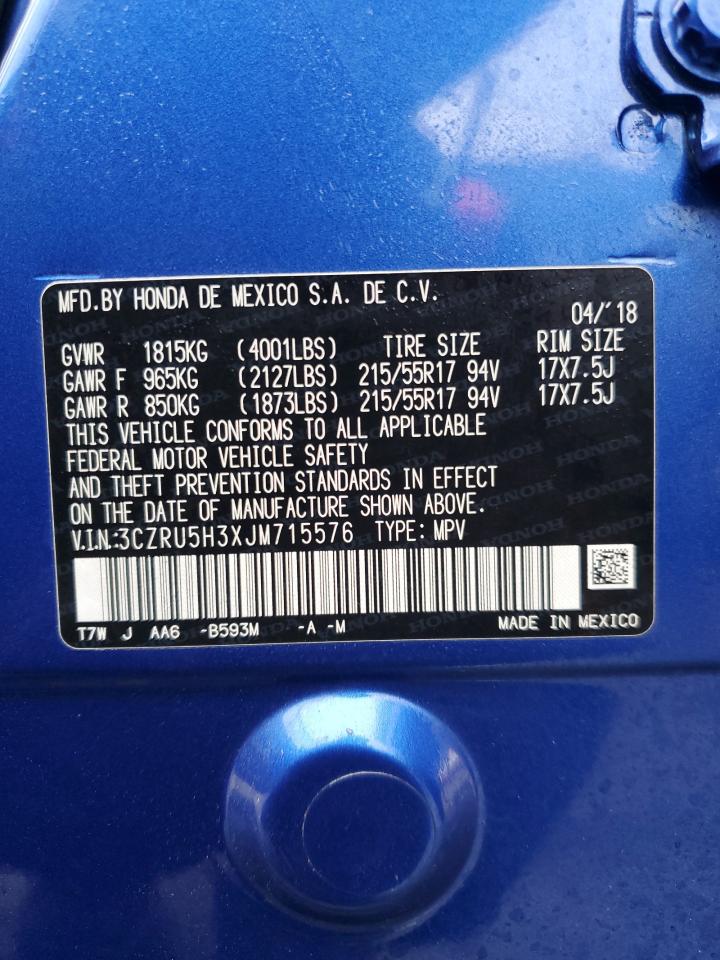 MFD.BY HONDA DE MEXICO S.A. DE C.V.
04/'18
GVWR 1815KG (4001LBS) TIRE SIZE RIM SIZE
GAWR F 965KG (2127LBS) 215/55R17 94V 17X7.5J
GAWR R 850KG (1873LBS) 215/55R17 94V 17X7.5J
THIS VEHICLE CONFORMS TO ALL APPLICABLE
FEDERAL MOTOR VEHICLE SAFETY
AND THEFT PREVENTION STANDARDS IN EFFECT
ON THE DATE OF MANUFACTURE SHOWN ABOVE.
V.I.N:3CZRU5H3XJM715576 TYPE: MPV
T7W J AA6 -B593M -A -M MADE IN MEXICO